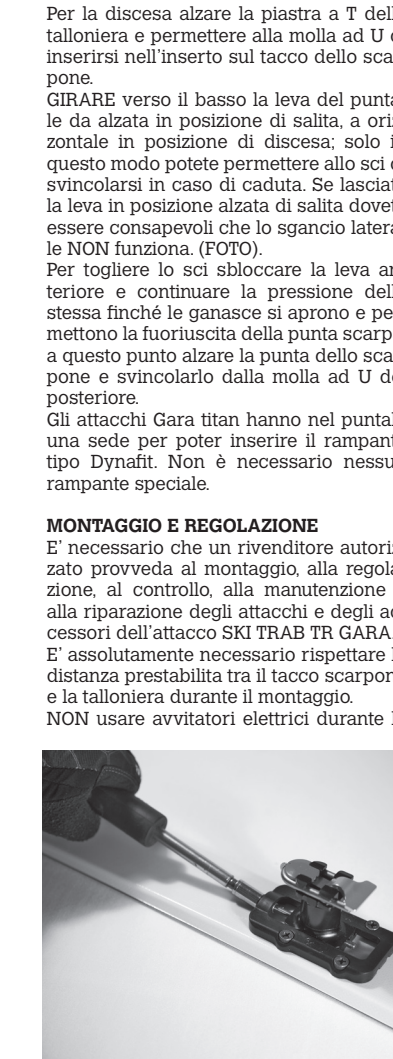 Per la discesa alzare la piastra a T dell
talloniera e permettere alla molla ad U d
inserirsi nell'inserto sul tacco dello scar
pone.
GIRARE verso il basso la leva del punta
le da alzata in posizione di salita, a oriz
zontale in posizione di discesa; solo i
questo modo potete permettere allo sci d
svincolarsi in caso di caduta. Se lasciat
la leva in posizione alzata di salita dovet
essere consapevoli che lo sgancio latera
le NON funziona. (FOTO).
Per togliere lo sci sbloccare la leva an
teriore e continuare la pressione dell
stessa finché le ganasce si aprono e pe
mettono la fuoriuscita della punta scarp
a questo punto alzare la punta dello sca
pone e svincolarlo dalla molla ad U de
posteriore.
Gli attacchi Gara titan hanno nel puntal
una sede per poter inserire il rampant
tipo Dynafit. Non è necessario nessu
rampante speciale.
MONTAGGIO E REGOLAZIONE
E' necessario che un rivenditore autoriz
zato provveda al montaggio, alla regola
zione, al controllo, alla manutenzione
alla riparazione degli attacchi e degli ac
cessori dell'attacco SKI TRAB TR GARA.
E' assolutamente necessario rispettare l
distanza prestabilita tra il tacco scarpon
e la talloniera durante il montaggio.
NON usare avvitatori elettrici durante l